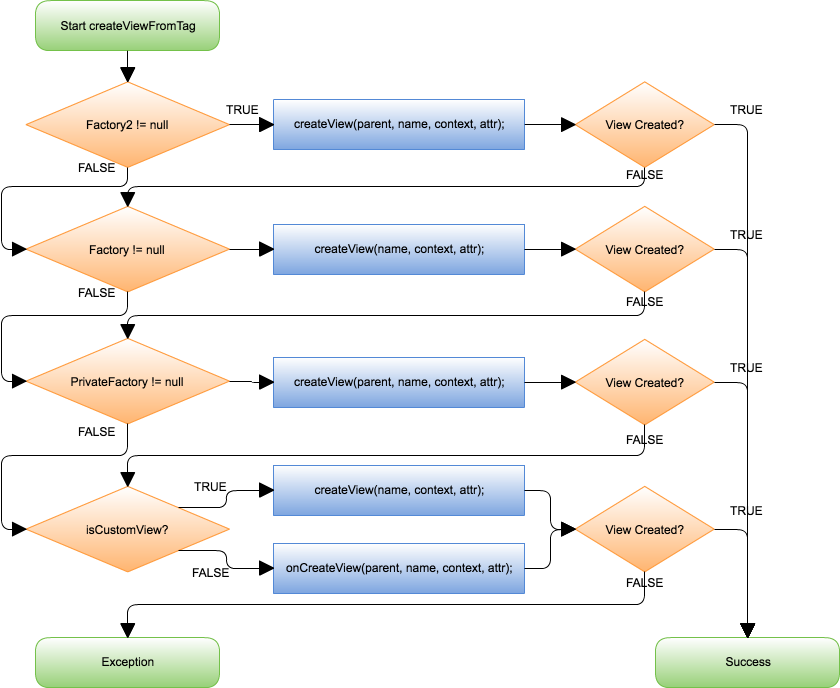 Start createViewFromTag
TRUE
TRUE
Factory2 != null
createView(parent, name, context, attr);
View Created?
FALSE
FALSE
TRUE
Factory != null
createView(name, context, attr);
View Created?
FALSE
FALSE
TRUE
PrivateFactory != null
createView(parent, name, context, attr);
View Created?
FALSE
FALSE
TRUE
createView(name, context, attr);
TRUE
isCustomView?
View Created?
FALSE
onCreateView(parent, name, context, attr);
FALSE
Exception
Success